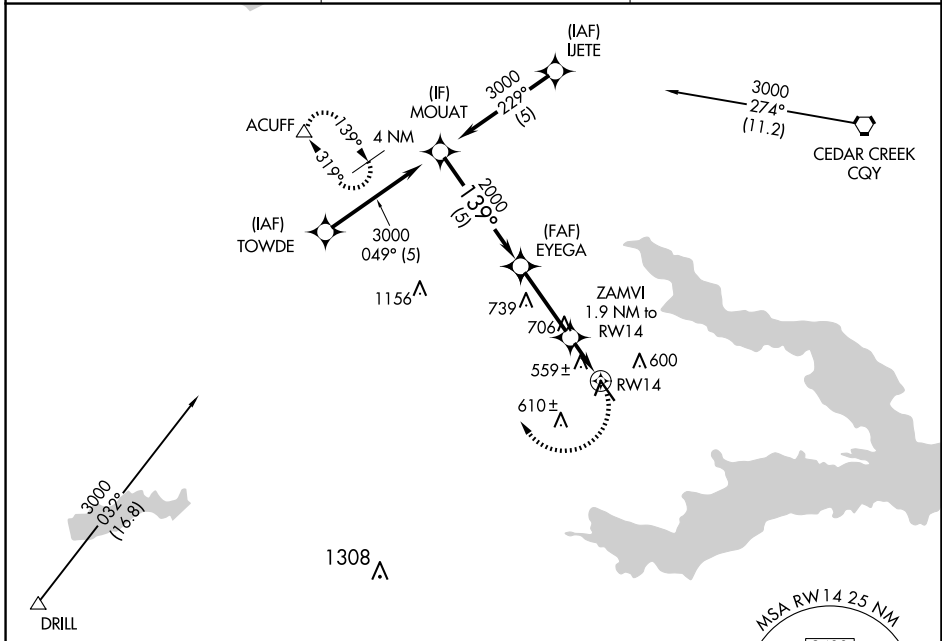 (IAF)
IJETE
3000
229°
(5)
(IF)
MOUAT
3000
274°
(11.2)
CEDAR CREEK
CQY
ACUFF
139°
319°
4 NM
(IAF)
TOWDE
3000
049° (5)
2000
139°
(5)
(FAF)
EYEGA
1156
739
ZAMVI
1.9 NM to
RW14
706
559±
600
RW14
610±
3000
032°
(16.8)
DRILL
1308
MSA RW14 25 NM